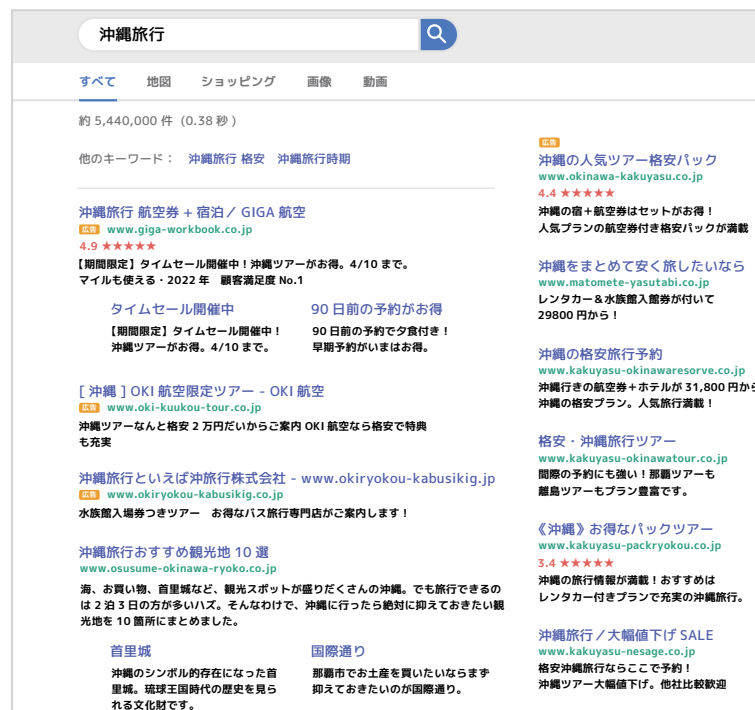 沖縄旅行
すべて 地図 ショッピング 画像 動画
約 5,440,000 件 (0.38 秒 )
他のキーワード： 沖縄旅行 格安 沖縄旅行時期
沖縄旅行 航空券 + 宿泊／ GIGA 航空
広告 www.giga-workbook.co.jp
4.9 ★★★★★
【期間限定】タイムセール開催中！沖縄ツアーがお得。4/10 まで。
マイルも使える・2022 年 顧客満足度 No.1
タイムセール開催中
【期間限定】タイムセール開催中！
沖縄ツアーがお得。4/10 まで。
90 日前の予約がお得
90 日前の予約で夕食付き！
早期予約がいまはお得。
[ 沖縄 ] OKI 航空限定ツアー - OKI 航空
広告 www.oki-kuukou-tour.co.jp
沖縄ツアーなんと格安 2 万円だいからご案内 OKI 航空なら格安で特典
も充実
沖縄旅行といえば沖旅行株式会社 - www.okiryokou-kabusikig.jp
広告 www.okiryokou-kabusikig.co.jp
水族館入場券つきツアー お得なバス旅行専門店がご案内します！
沖縄旅行おすすめ観光地 10 選
www.osusume-okinawa-ryoko.co.jp
海、お買い物、首里城など、観光スポットが盛りだくさんの沖縄。でも旅行できるの
は 2 泊 3 日の方が多いハズ。そんなわけで、沖縄に行ったら絶対に抑えておきたい観
光地を 10 箇所にまとめました。
首里城
沖縄のシンボル的存在になった首
里城。琉球王国時代の歴史を見ら
れる文化財です。
国際通り
那覇市でお土産を買いたいならまず
抑えておきたいのが国際通り。
広告
沖縄の人気ツアー格安パック
www.okinawa-kakuyasu.co.jp
4.4 ★★★★★
沖縄の宿＋航空券はセットがお得！
人気プランの航空券付き格安パックが満載
沖縄をまとめて安く旅したいなら
www.matomete-yasutabi.co.jp
レンタカー＆水族館入館券が付いて
29800 円から！
沖縄の格安旅行予約
www.kakuyasu-okinawaresorve.co.jp
沖縄行きの航空券＋ホテルが 31,800 円から
沖縄の格安プラン。人気旅行満載！
格安・沖縄旅行ツアー
www.kakuyasu-okinawatour.co.jp
間際の予約にも強い！那覇ツアーも
離島ツアーもプラン豊富です。
《沖縄》お得なパックツアー
www.kakuyasu-packryokou.co.jp
3.4 ★★★★★
沖縄の旅行情報が満載！おすすめは
レンタカー付きプランで充実の沖縄旅行。
沖縄旅行／大幅値下げ SALE
www.kakuyasu-nesage.co.jp
格安沖縄旅行ならここで予約！
沖縄ツアー大幅値下げ。他社比較歓迎